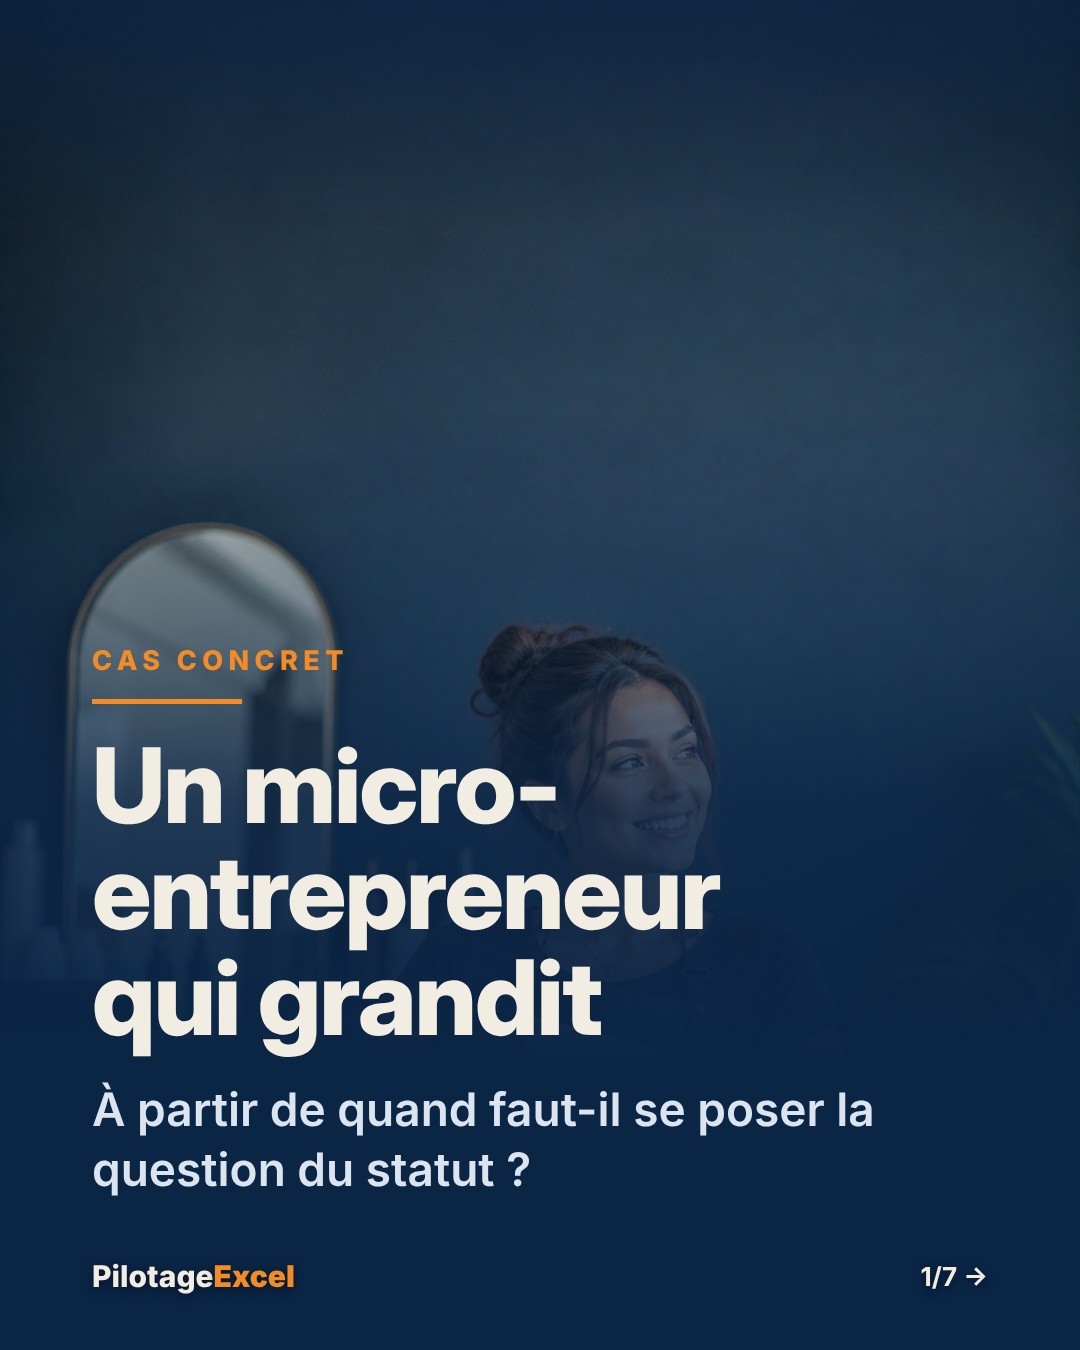 CAS CONCRET
Un micro-
entrepreneur
qui grandit
À partir de quand faut-il se poser la
question du statut ?
PilotageExcel
1/7 →